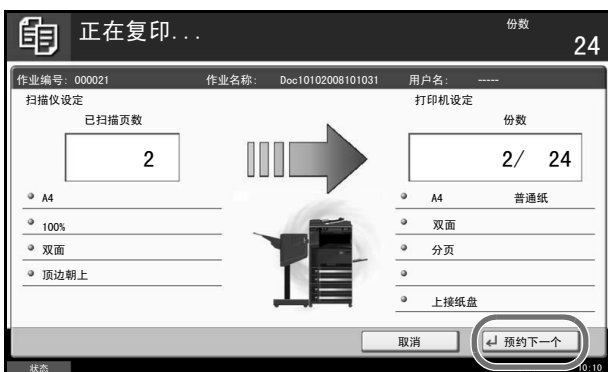 正在复印... 份数
24
作业编号: 000021 作业名称: Doc10102008101031 用户名: -----
扫描仪设定 打印机设定
已扫描页数 份数
2 2/ 24
A4 A4 普通纸
100% 双面
双面 分页
顶边朝上
上接纸盘
取消 预约下一个
状态 10:10